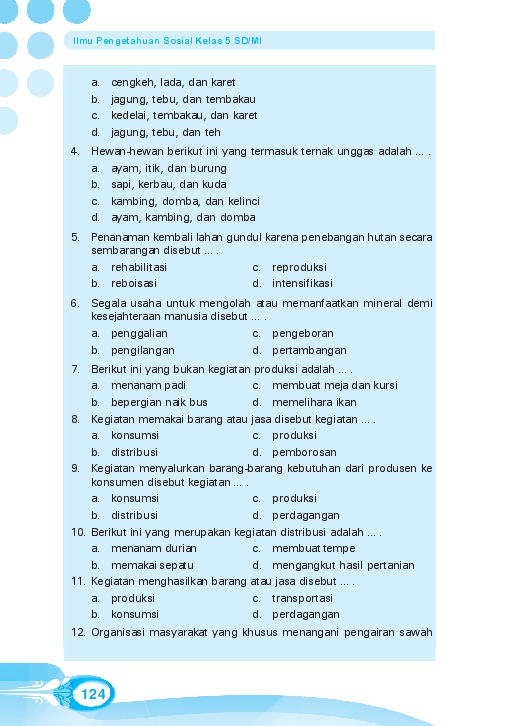 Ilmu Pengetahuan Sosial Kelas 5 SD/MI
a. cengkeh, lada, dan karet
b. jagung, tebu, dan tembakau
c. kedelai, tembakau, dan karet
d. jagung, tebu, dan teh
4. Hewan-hewan berikut ini yang termasuk ternak unggas adalah ... .
a. ayam, itik, dan burung
b. sapi, kerbau, dan kuda
c. kambing, domba, dan kelinci
d. ayam, kambing, dan domba
5. Penanaman kembali lahan gundul karena penebangan hutan secara
sembarangan disebut ... .
a. rehabilitasi c. reproduksi
b. reboisasi d. intensifikasi
6. Segala usaha untuk mengolah atau memanfaatkan mineral demi
kesejahteraan manusia disebut ... .
a. penggalian c. pengeboran
b. pengilangan d. pertambangan
7. Berikut ini yang bukan kegiatan produksi adalah ... .
a. menanam padi c. membuat meja dan kursi
b. bepergian naik bus d. memelihara ikan
8. Kegiatan memakai barang atau jasa disebut kegiatan ... .
a. konsumsi c. produksi
b. distribusi d. pemborosan
9. Kegiatan menyalurkan barang-barang kebutuhan dari produsen ke
konsumen disebut kegiatan ... .
a. konsumsi c. produksi
b. distribusi d. perdagangan
10. Berikut ini yang merupakan kegiatan distribusi adalah ... .
a. menanam durian c. membuat tempe
b. memakai sepatu d. mengangkut hasil pertanian
11. Kegiatan menghasilkan barang atau jasa disebut ... .
a. produksi c. transportasi
b. konsumsi d. perdagangan
12. Organisasi masyarakat yang khusus menangani pengairan sawah
124